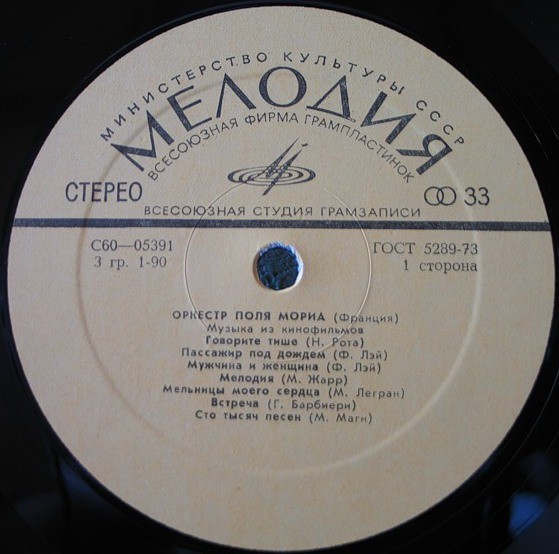 МИНИСТЕРСТВО КУЛЬТУРЫ СССР
МЕЛОДИЯ
ВСЕСОЮЗНАЯ ФИРМА ГРАМПЛАСТИНОК
СТЕРЕО
33
ВСЕСОЮЗНАЯ СТУДИЯ ГРАМЗАПИСИ
С60—05391
ГОСТ 5289-73
3 гр. 1-90
1 сторона
ОРКЕСТР ПОЛЯ МОРИА (Франция)
Музыка из кинофильмов
Говорите тише (Н. Рота)
Пассажир под дождем (Ф. Лэй)
Мужчина и женщина (Ф. Лэй)
Мелодия (М. Жарр)
Мельницы моего сердца (М. Легран)
Встреча (Г. Барбиери)
Сто тысяч песен (М. Магн)